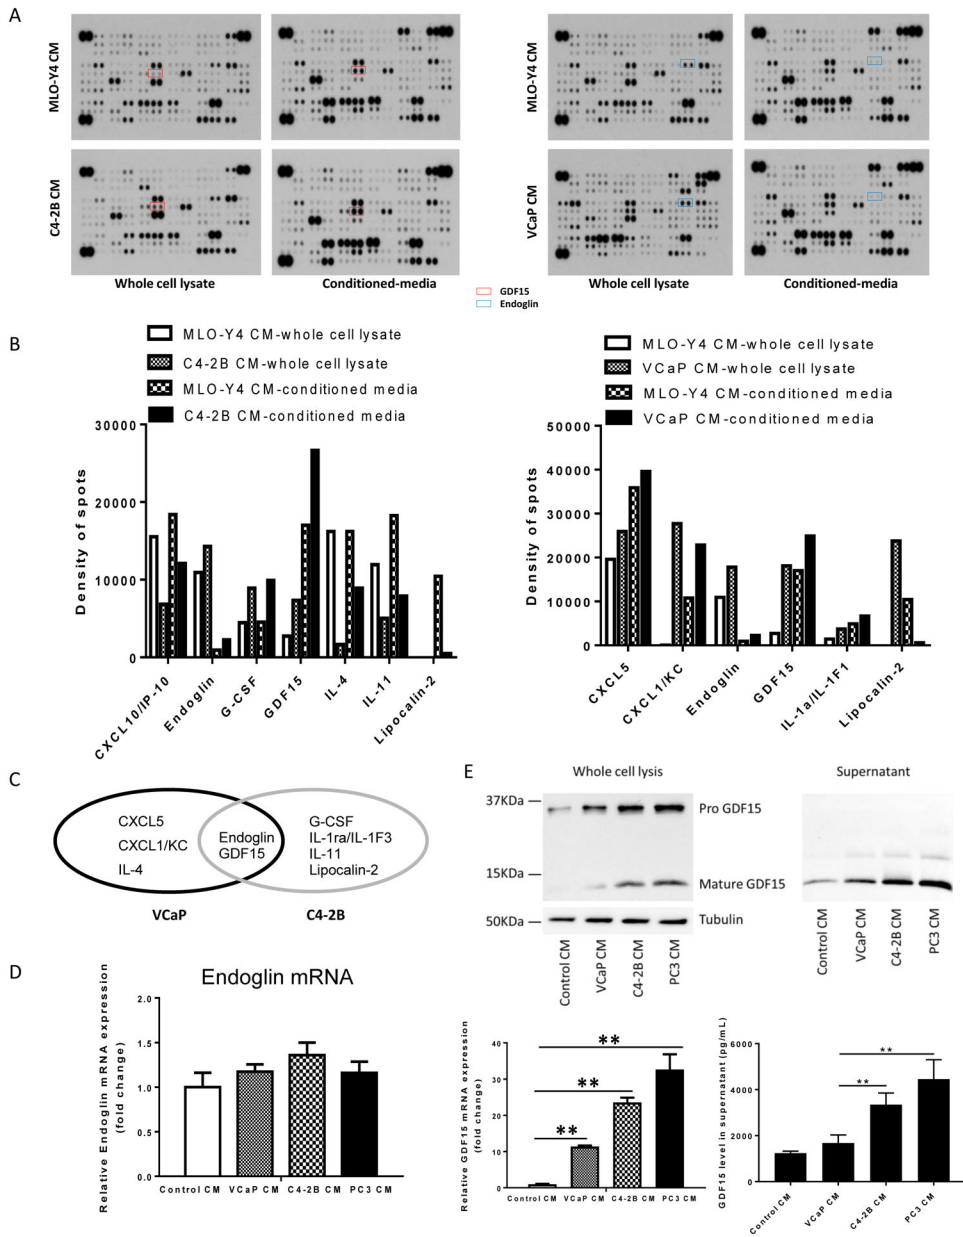 A
MLO-Y4 CM
C4-2B CM
MLO-Y4 CM
VCaP CM
Whole cell lysate
Conditioned-media
Whole cell lysate
Conditioned-media
GDF15
Endoglin
B
MLO-Y4 CM-whole cell lysate
C4-2B CM-whole cell lysate
MLO-Y4 CM-conditioned media
C4-2B CM-conditioned media
Density of spots
30000
20000
10000
0
CXCL10/IP-10
Endoglin
G-CSF
GDF15
IL-4
IL-11
Lipocalin-2
MLO-Y4 CM-whole cell lysate
VCaP CM-whole cell lysate
MLO-Y4 CM-conditioned media
VCaP CM-conditioned media
Density of spots
50000
40000
30000
20000
10000
0
CXCL5
CXCL1/KC
Endoglin
GDF15
IL-1a/IL-1F1
Lipocalin-2
C
CXCL5
CXCL1/KC
IL-4
Endoglin
GDF15
G-CSF
IL-1ra/IL-1F3
IL-11
Lipocalin-2
VCaP
C4-2B
D
Endoglin mRNA
Relative Endoglin mRNA expression
(fold change)
2.0
1.5
1.0
0.5
0.0
Control CM
VCaP CM
C4-2B CM
PC3 CM
E
Whole cell lysis
Supernatant
37KDa
Pro GDF15
15KDa
Mature GDF15
50KDa
Tubulin
Control CM
VCaP CM
C4-2B CM
PC3 CM
Control CM
VCaP CM
C4-2B CM
PC3 CM
Relative GDF15 mRNA expression
(fold change)
40
30
20
10
0
**
**
**
Control CM
VCaP CM
C4-2B CM
PC3 CM
GDF15 level in supernatant (pg/mL)
6000
4000
2000
0
**
**
Control CM
VCaP CM
C4-2B CM
PC3 CM